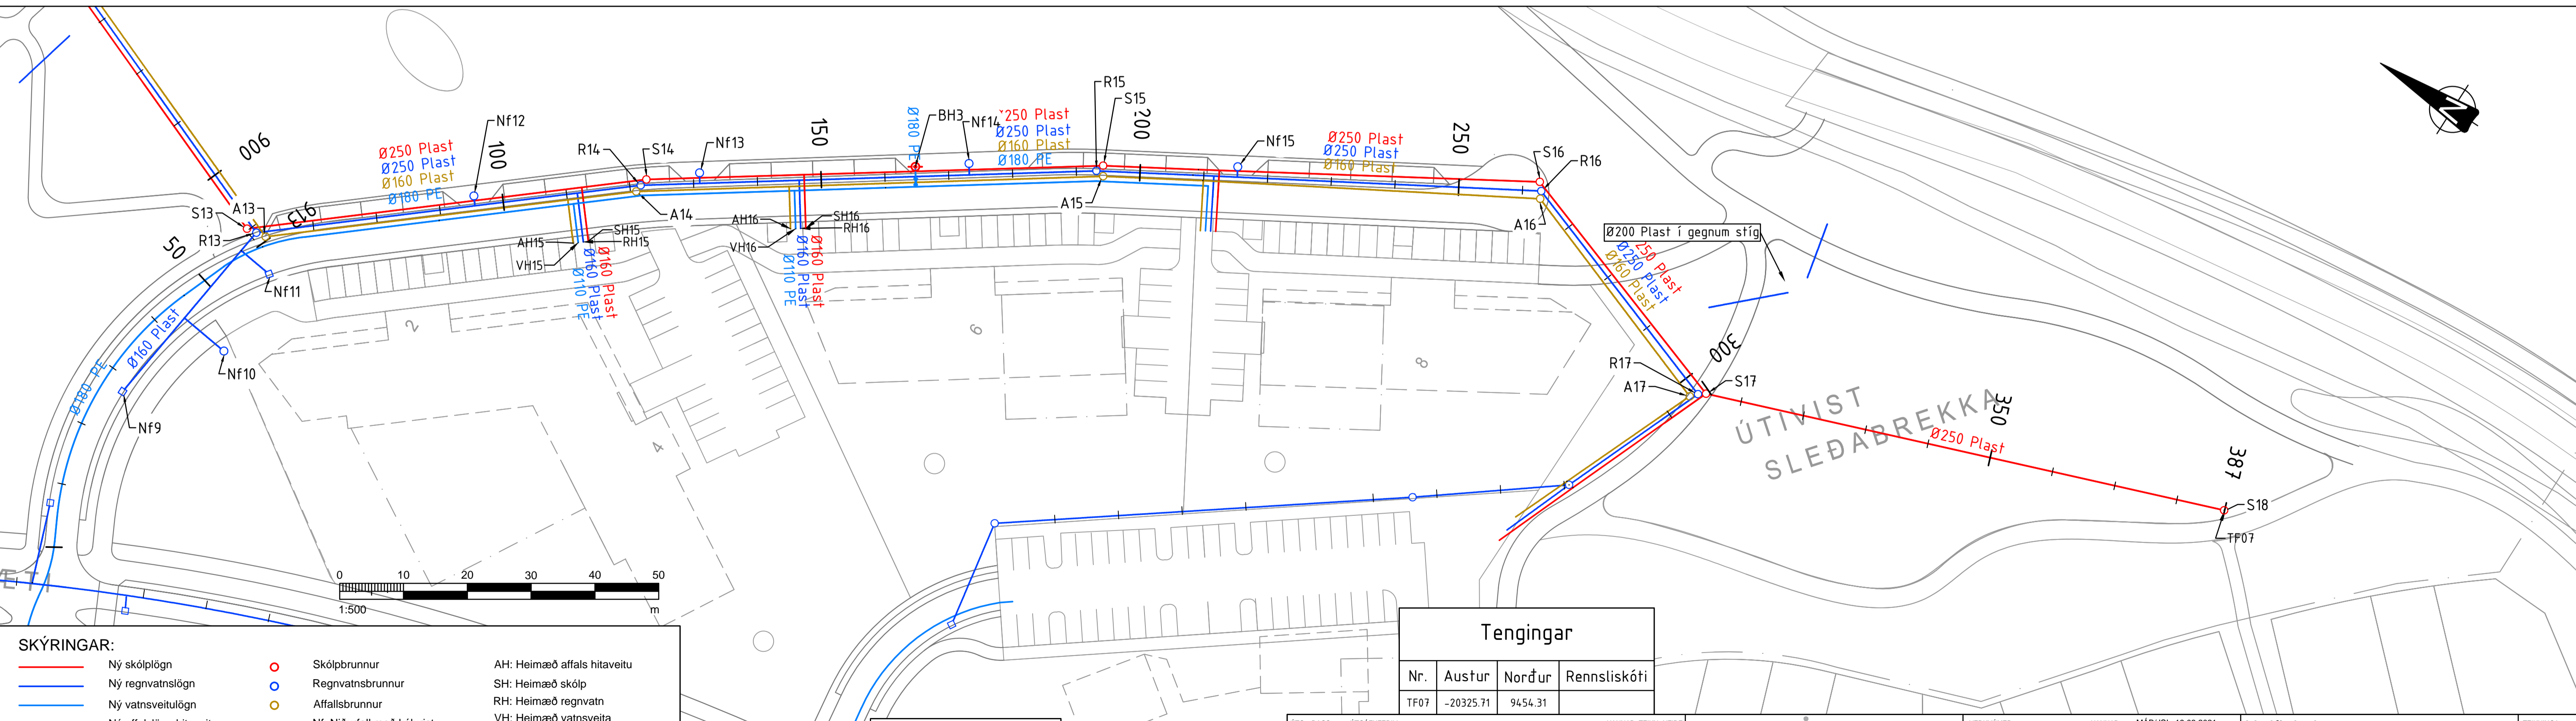 R15
S15
BH3
Nf14
Ø180 PE
250 Plast
Ø250 Plast
Ø160 Plast
Ø180 PE
200
150
Nf12
100
Ø250 Plast
Ø250 Plast
Ø160 Plast
Ø180 PE
900
R14
S14
Nf13
Nf15
Ø250 Plast
Ø250 Plast
Ø160 Plast
250
S16
R16
N
S13
A13
913
R13
50
A14
A15
A16
AH15
VH15
SH15
RH15
Ø160 Plast
Ø160 Plast
Ø110 PE
AH16
VH16
SH16
RH16
Ø160 Plast
Ø160 Plast
Ø110 PE
Ø200 Plast í gegnum stíg
250 Plast
Ø250 Plast
Ø160 Plast
Nf11
Ø160 Plast
Nf10
Ø180 PE
Nf9
2
4
6
8
R17
A17
300
S17
ÚTIVIST
SLEÐABREKKA
350
Ø250 Plast
387
S18
TF07
0 10 20 30 40 50
1:500 m
SKÝRINGAR:
Ný skólplögn
Skólpbrunnur
AH: Heimæð affals hitaveitu
Ný regnvatnslögn
Regnvatnsbrunnur
SH: Heimæð skólp
RH: Heimæð regnvatn
Ný vatnsveitulögn
Affallsbrunnur
VH: Heimæð vatnsveita
Tengingar
Nr. Austur Norður Rennsliskóti
TF07 -20325.71 9454.31